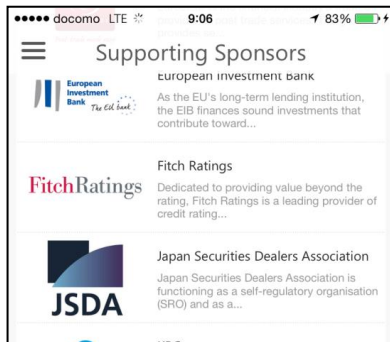 docomo LTE 9:06 83%
Supporting Sponsors
European
Investment
Bank The EU bank
European Investment Bank
As the EU's long-term lending institution,
the EIB finances sound investments that
contribute toward...
FitchRatings
Fitch Ratings
Dedicated to providing value beyond the
rating, Fitch Ratings is a leading provider of
credit rating...
JSDA
Japan Securities Dealers Association
Japan Securities Dealers Association is
functioning as a self-regulatory organisation
(SRO) and as a...